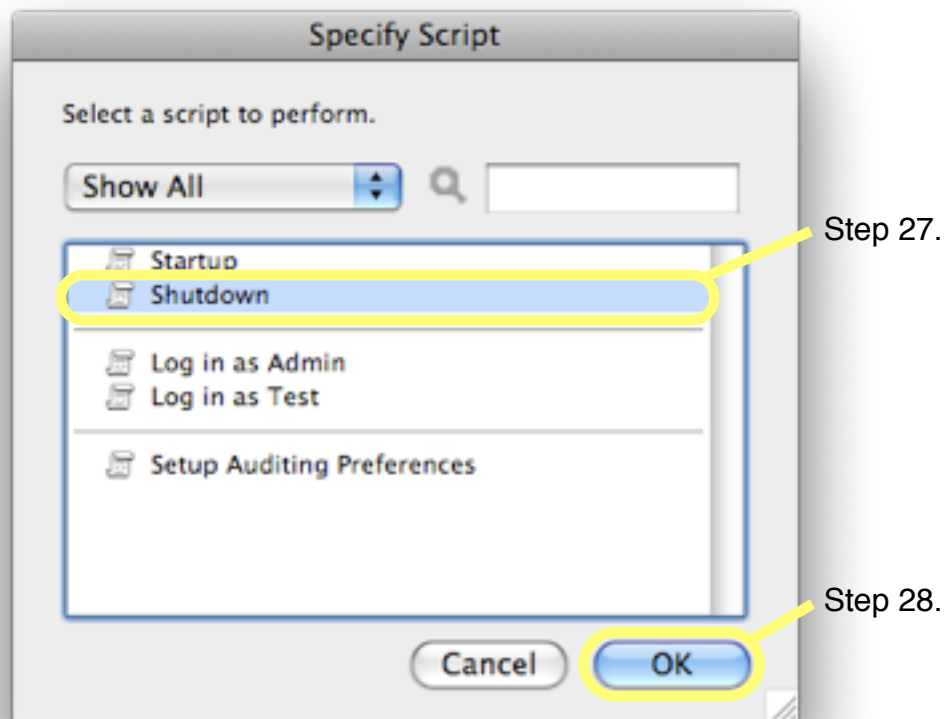 Specify Script
Select a script to perform.
Show All
Step 27.
Startup
Shutdown
Log in as Admin
Log in as Test
Setup Auditing Preferences
Step 28.
Cancel
OK